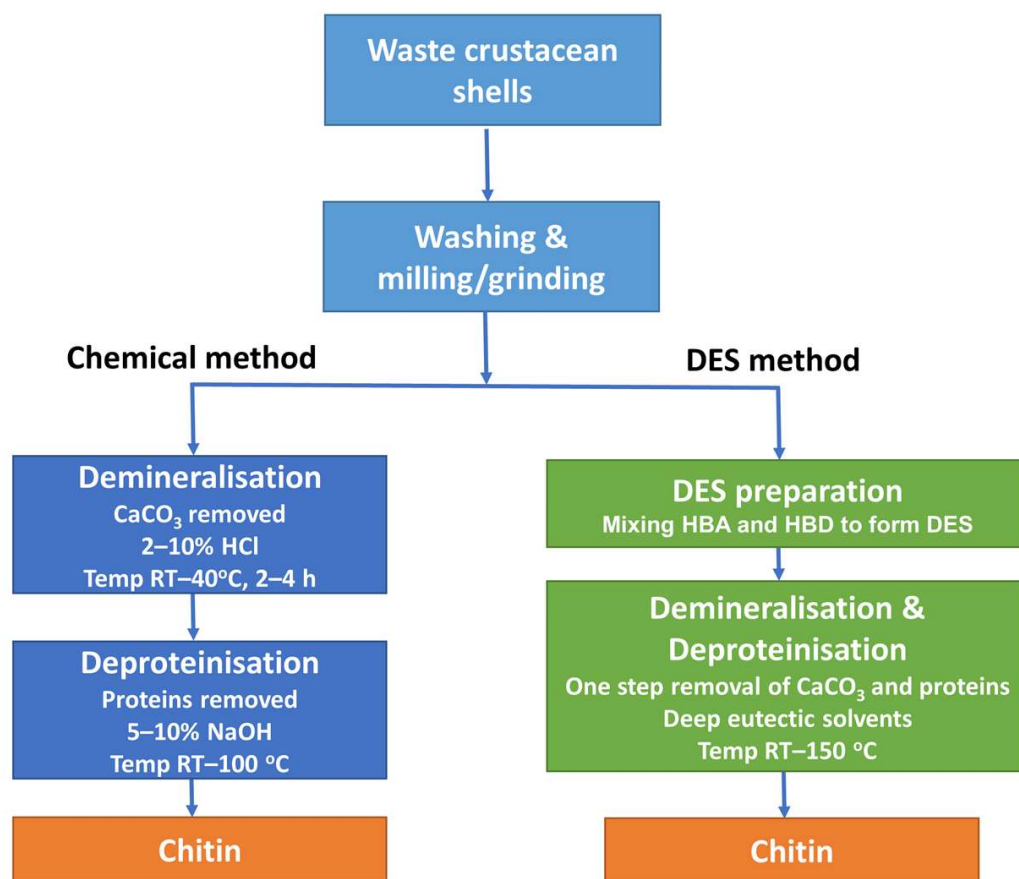 Waste crustacean
shells
Washing &
milling/grinding
Chemical method
DES method
Demineralisation
CaCO₃ removed
2–10% HCl
Temp RT–40°C, 2–4 h
Deproteinisation
Proteins removed
5–10% NaOH
Temp RT–100 °C
Chitin
DES preparation
Mixing HBA and HBD to form DES
Demineralisation &
Deproteinisation
One step removal of CaCO₃ and proteins
Deep eutectic solvents
Temp RT–150 °C
Chitin